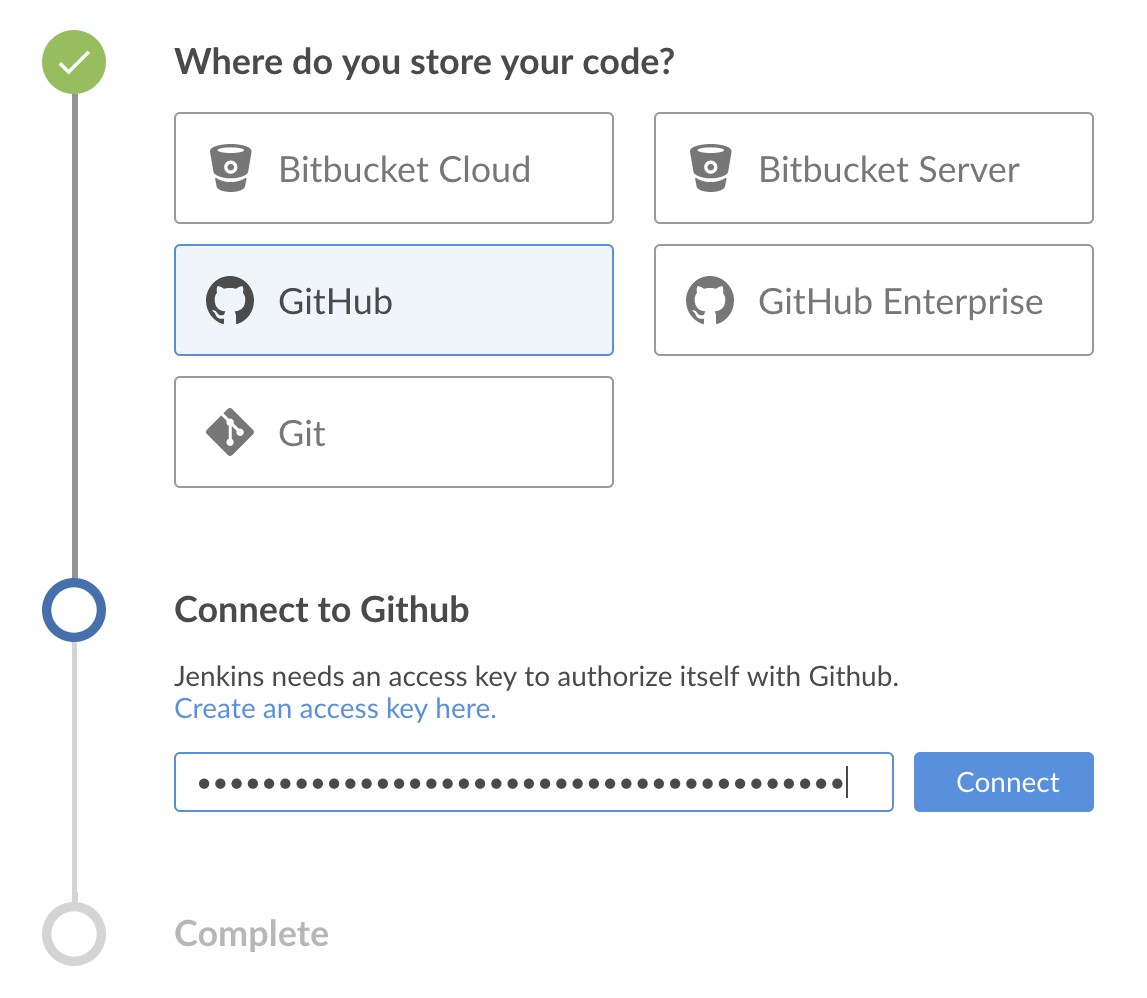 Where do you store your code?
Bitbucket Cloud
Bitbucket Server
GitHub
GitHub Enterprise
Git
Connect to Github
Jenkins needs an access key to authorize itself with Github.
Create an access key here.
••••••••••••••••••••••••••••••••••••••••
Connect
Complete